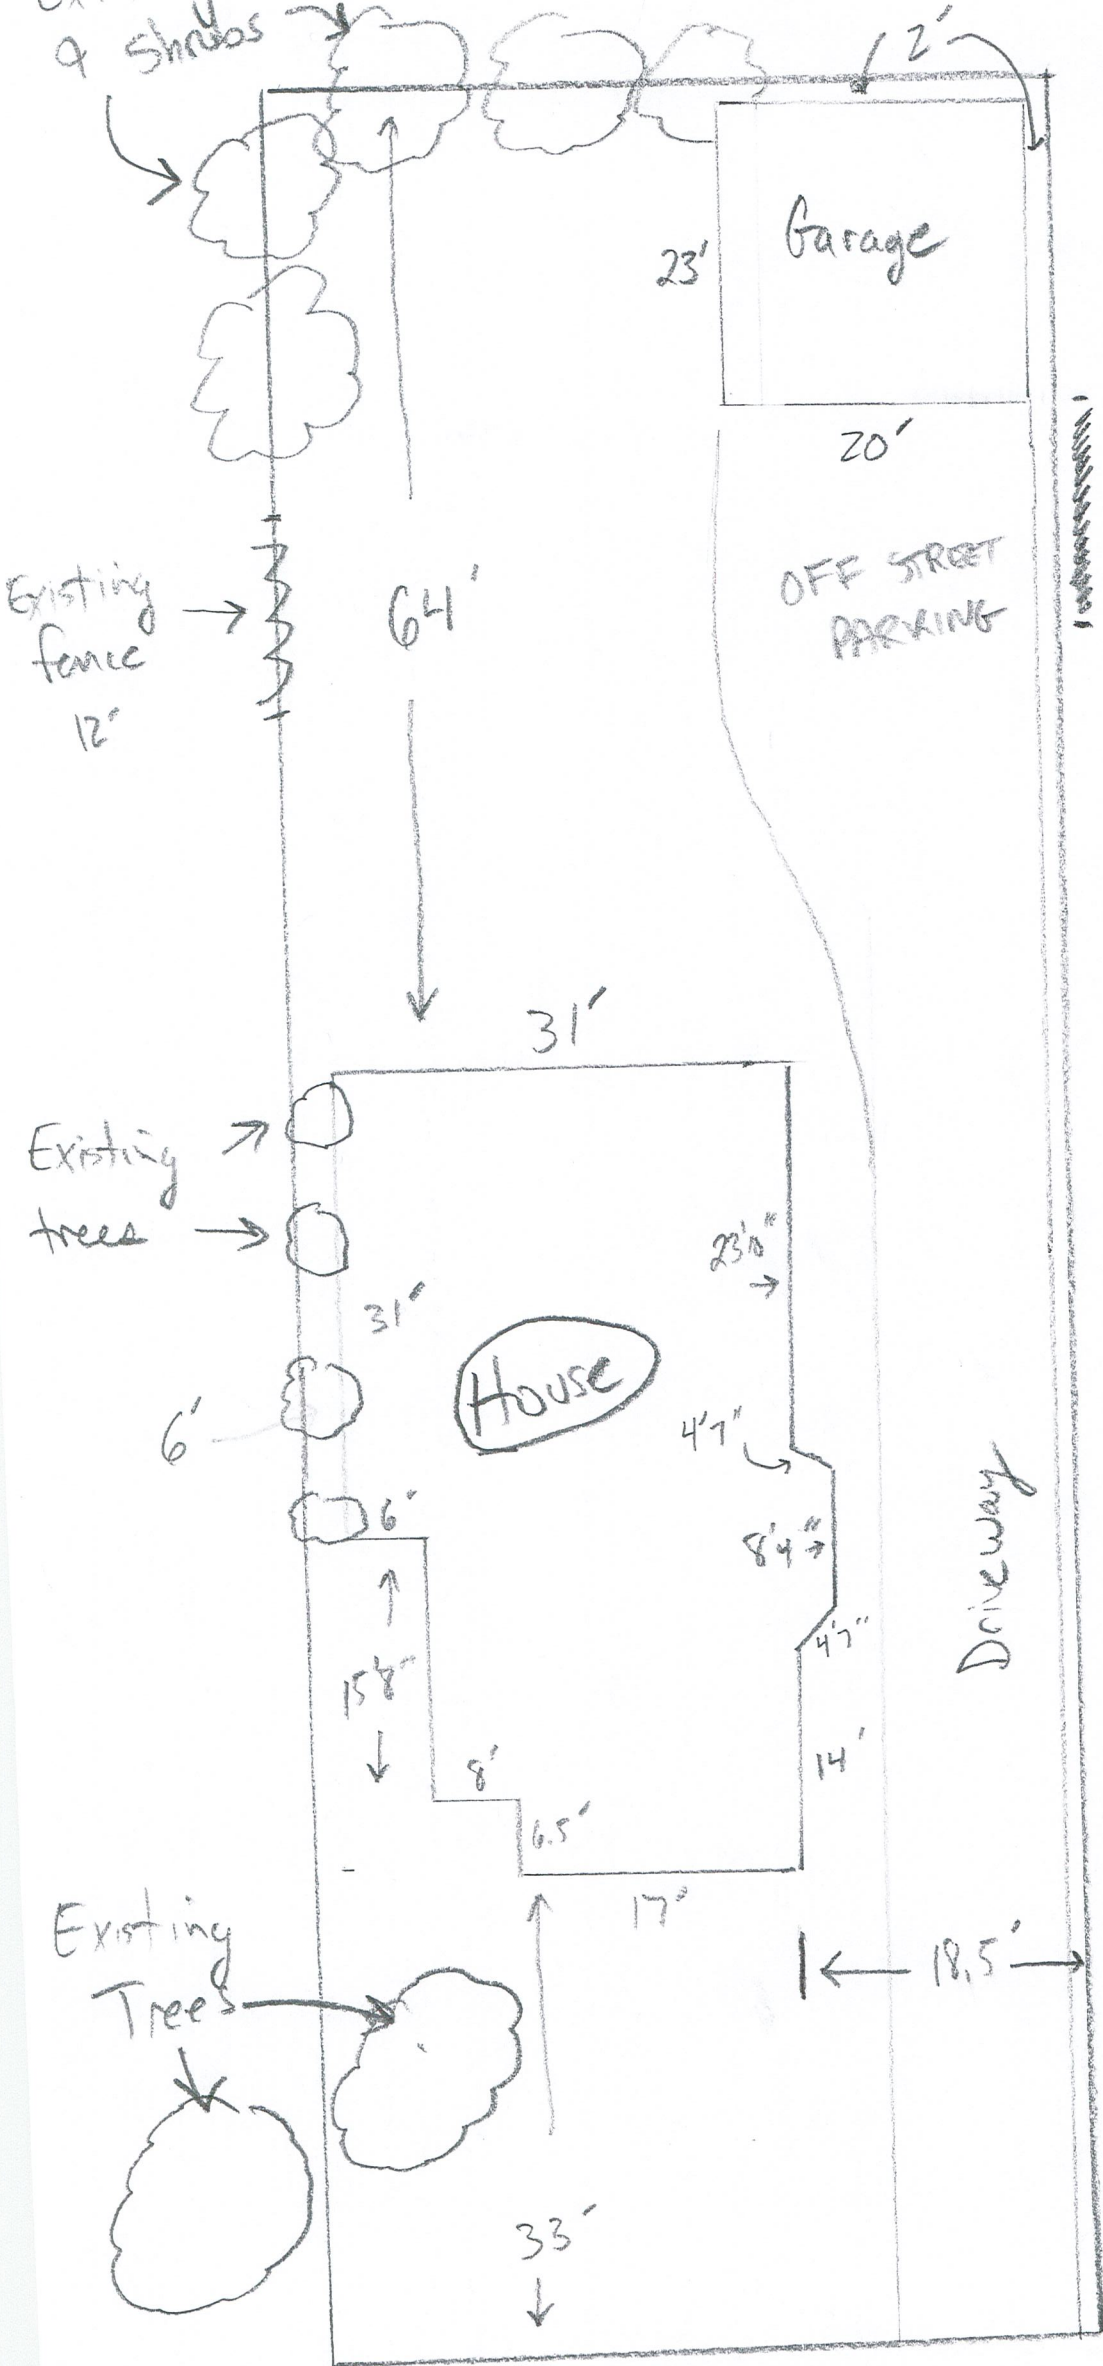 & Shrubs
2'
Garage
23'
20'
OFF STREET
PARKING
Existing
fence
12'
64'
31'
Existing
trees
23'10"
31'
House
6'
4'7"
6'
8'4"
Driveway
4'7"
15'8"
14'
8'
6.5'
17'
Existing
Trees
18.5'
33'